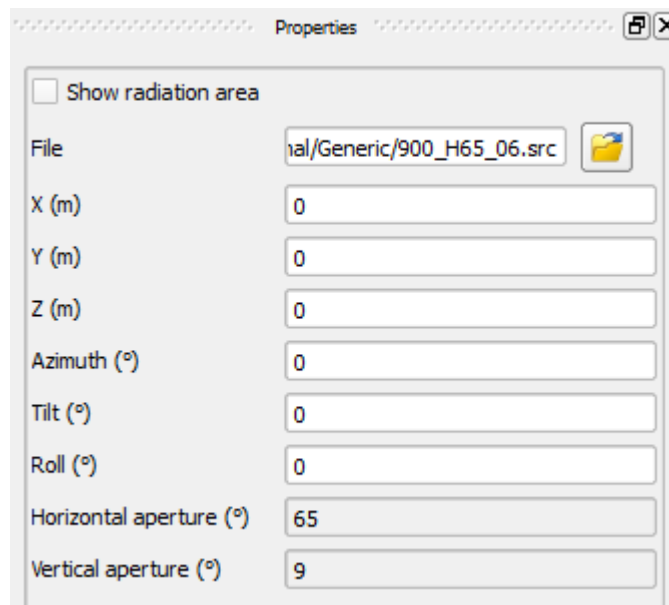 Properties
Show radiation area
File nal/Generic/900_H65_06.src
X (m) 0
Y (m) 0
Z (m) 0
Azimuth (°) 0
Tilt (°) 0
Roll (°) 0
Horizontal aperture (°) 65
Vertical aperture (°) 9